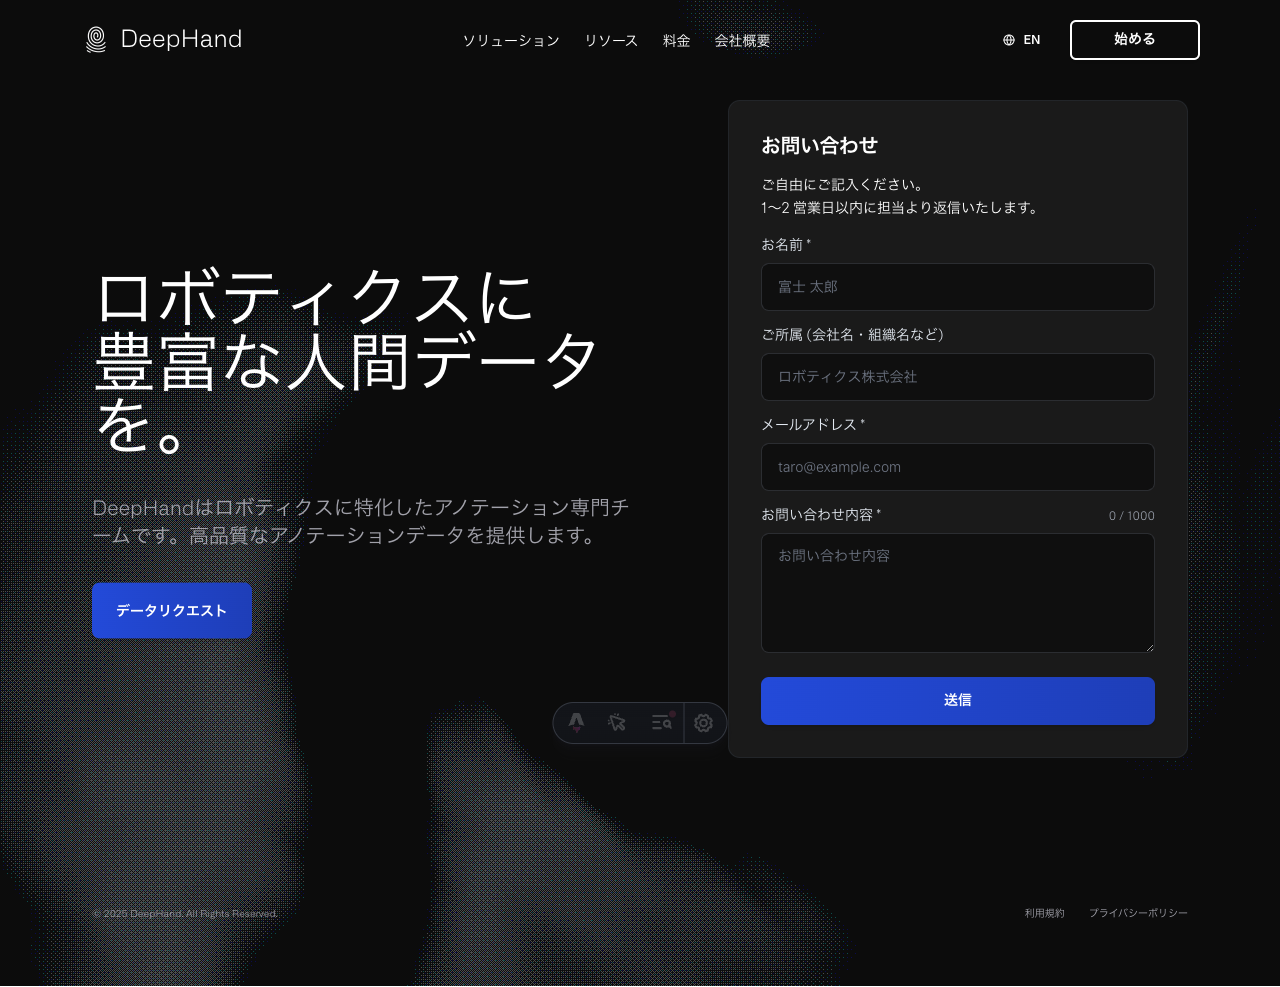 DeepHand
ソリューション
リソース
料金
会社概要
EN
始める
ロボティクスに
豊富な人間データ
を。
DeepHandはロボティクスに特化したアノテーション専門チ
ームです。高品質なアノテーションデータを提供します。
データリクエスト
お問い合わせ
ご自由にご記入ください。
1〜2 営業日以内に担当より返信いたします。
お名前 *
富士 太郎
ご所属 (会社名・組織名など)
ロボティクス株式会社
メールアドレス *
taro@example.com
お問い合わせ内容 *
0 / 1000
お問い合わせ内容
送信
© 2025 DeepHand. All Rights Reserved.
利用規約
プライバシーポリシー